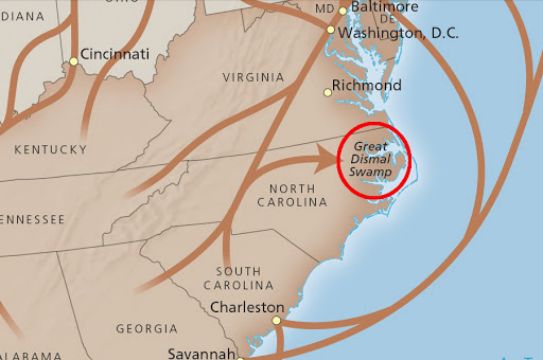 MD
Baltimore
DE
DIANA
Washington, D.C.
Cincinnati
VIRGINIA
Richmond
KENTUCKY
Great
Dismal
Swamp
NORTH
CAROLINA
ENNESSEE
SOUTH
CAROLINA
Charleston
GEORGIA
Savannah
ALABAMA